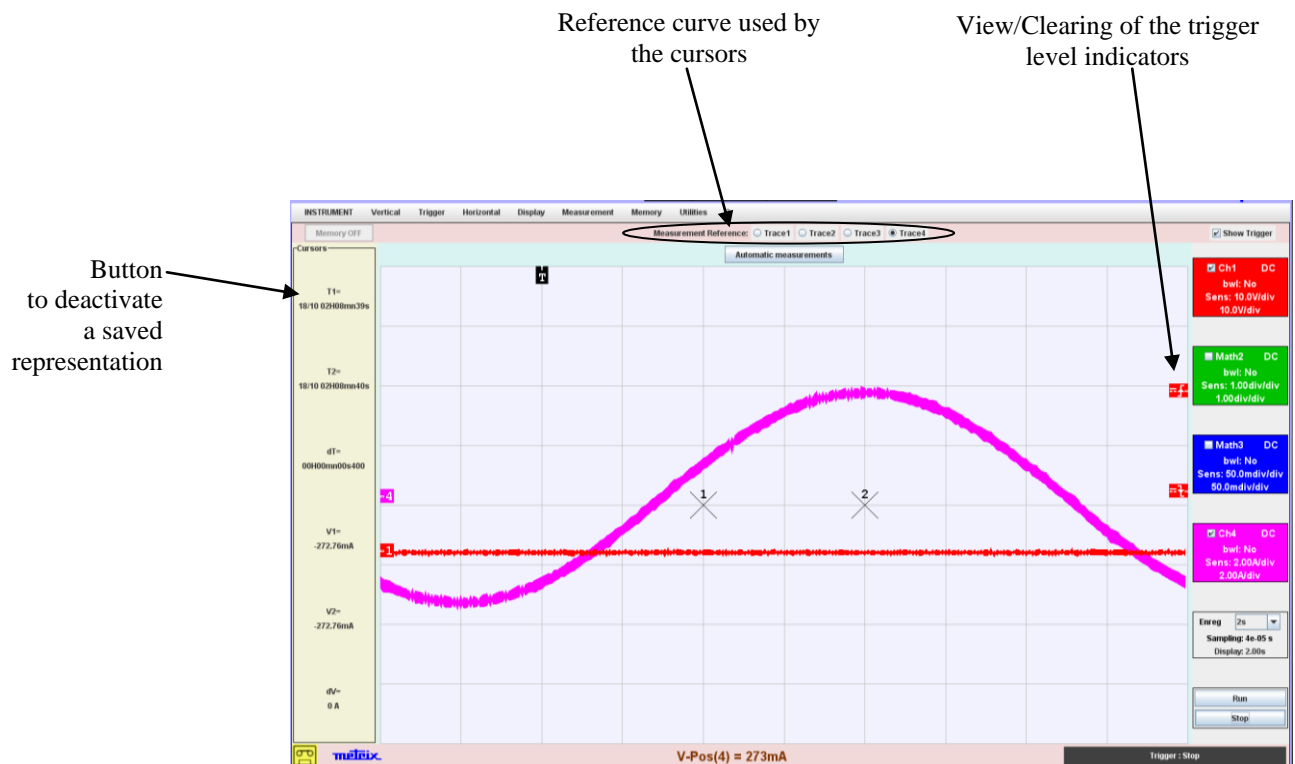 Reference curve used by
the cursors
View/Clearing of the trigger
level indicators
Button
to deactivate
a saved
representation
INSTRUMENT Vertical Trigger Horizontal Display Measurement Memory Utilities
Memory OFF
Measurement Reference: Trace1 Trace2 Trace3 Trace4
Show Trigger
Cursors
Automatic measurements
T
T1=
18/10 02H08mn39s
T2=
18/10 02H08mn40s
dT=
00H00mn00s400
V1=
-272.76mA
V2=
-272.76mA
dV=
0 A
4
1
1
2
Ch1 DC
bwl: No
Sens: 10.0V/div
10.0V/div
Math2 DC
bwl: No
Sens: 1.00div/div
1.00div/div
Math3 DC
bwl: No
Sens: 50.0mdiv/div
50.0mdiv/div
Ch4 DC
bwl: No
Sens: 2.00A/div
2.00A/div
Enreg 2s
Sampling: 4e-05 s
Display: 2.00s
Run
Stop
metrix
V-Pos(4) = 273mA
Trigger : Stop